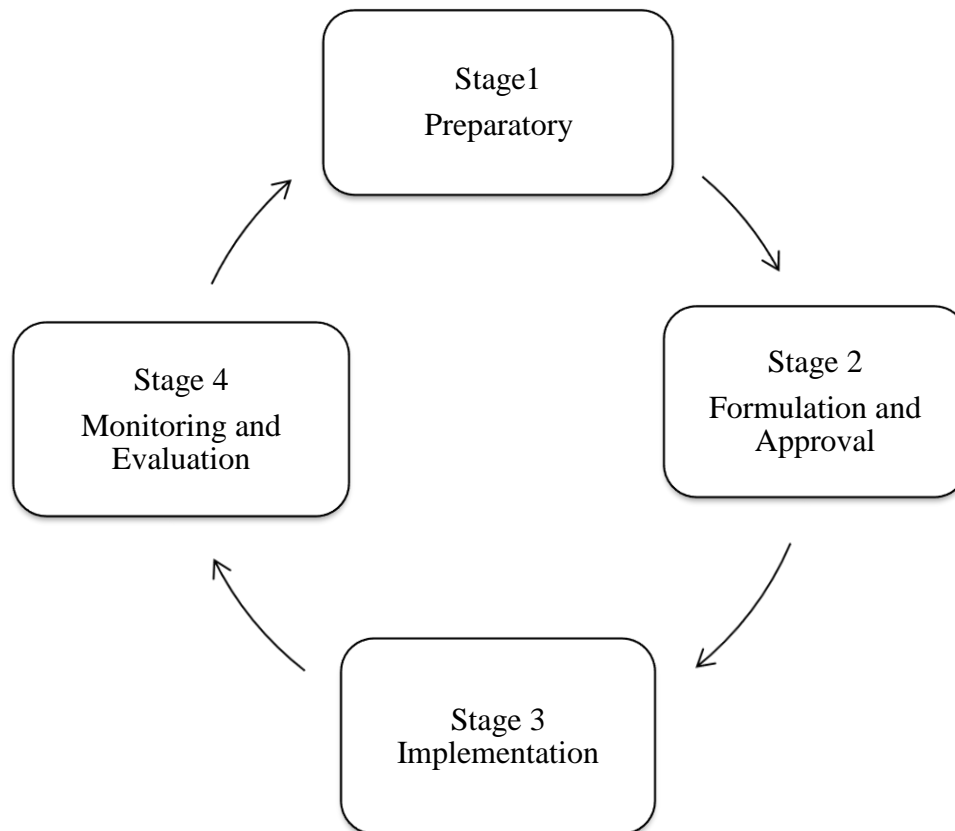 Stage1
Preparatory
Stage 2
Formulation and
Approval
Stage 3
Implementation
Stage 4
Monitoring and
Evaluation